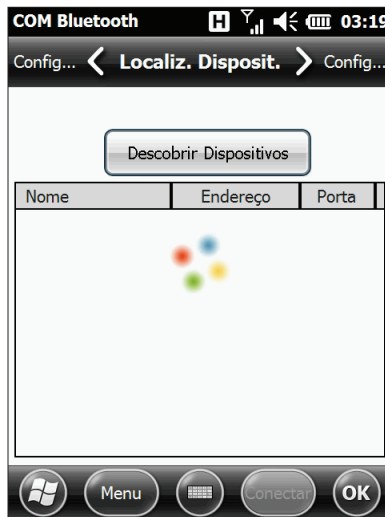 COM Bluetooth H 03:19
Config... Localiz. Disposit. Config...
Descobrir Dispositivos
Nome Endereço Porta
Menu Conectar OK